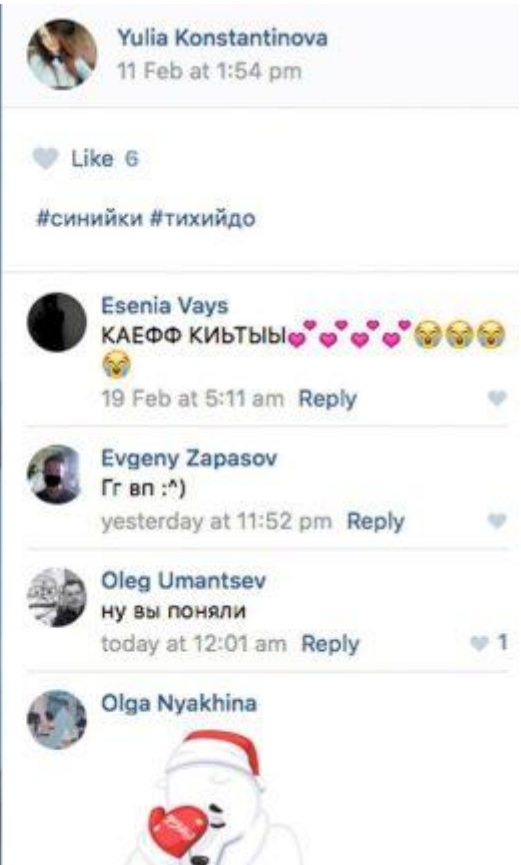 Yulia Konstantinova
11 Feb at 1:54 pm
Like 6
#синийки #тихийдо
Esenia Vays
КАЕФФ КИЬТЫЫ💕💕💕💕😭😭😭
😭
19 Feb at 5:11 am Reply
Evgeny Zapasov
Гг вп :^)
yesterday at 11:52 pm Reply
Oleg Umantsev
ну вы поняли
today at 12:01 am Reply 1
Olga Nyakhina